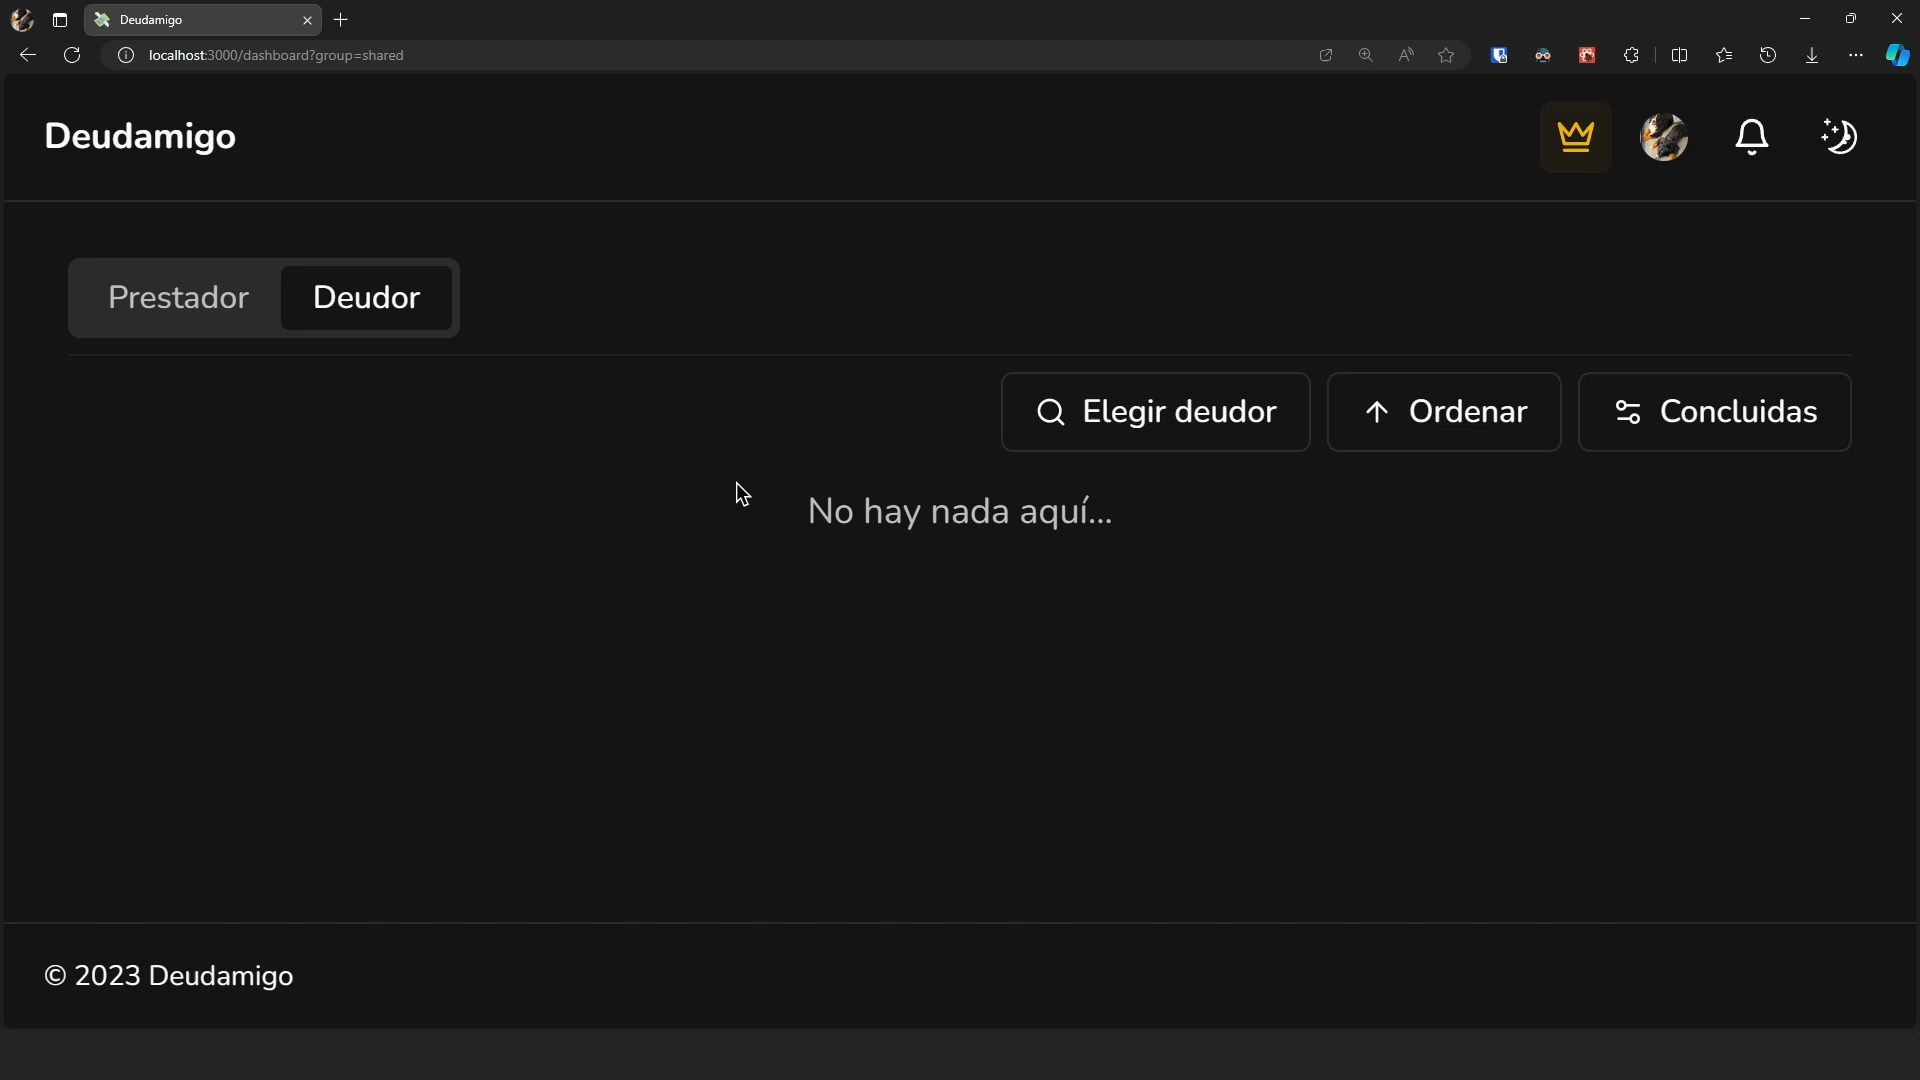 Deudamigo
localhost:3000/dashboard?group=shared
Deudamigo
Prestador
Deudor
Elegir deudor
Ordenar
Concluidas
No hay nada aquí...
© 2023 Deudamigo